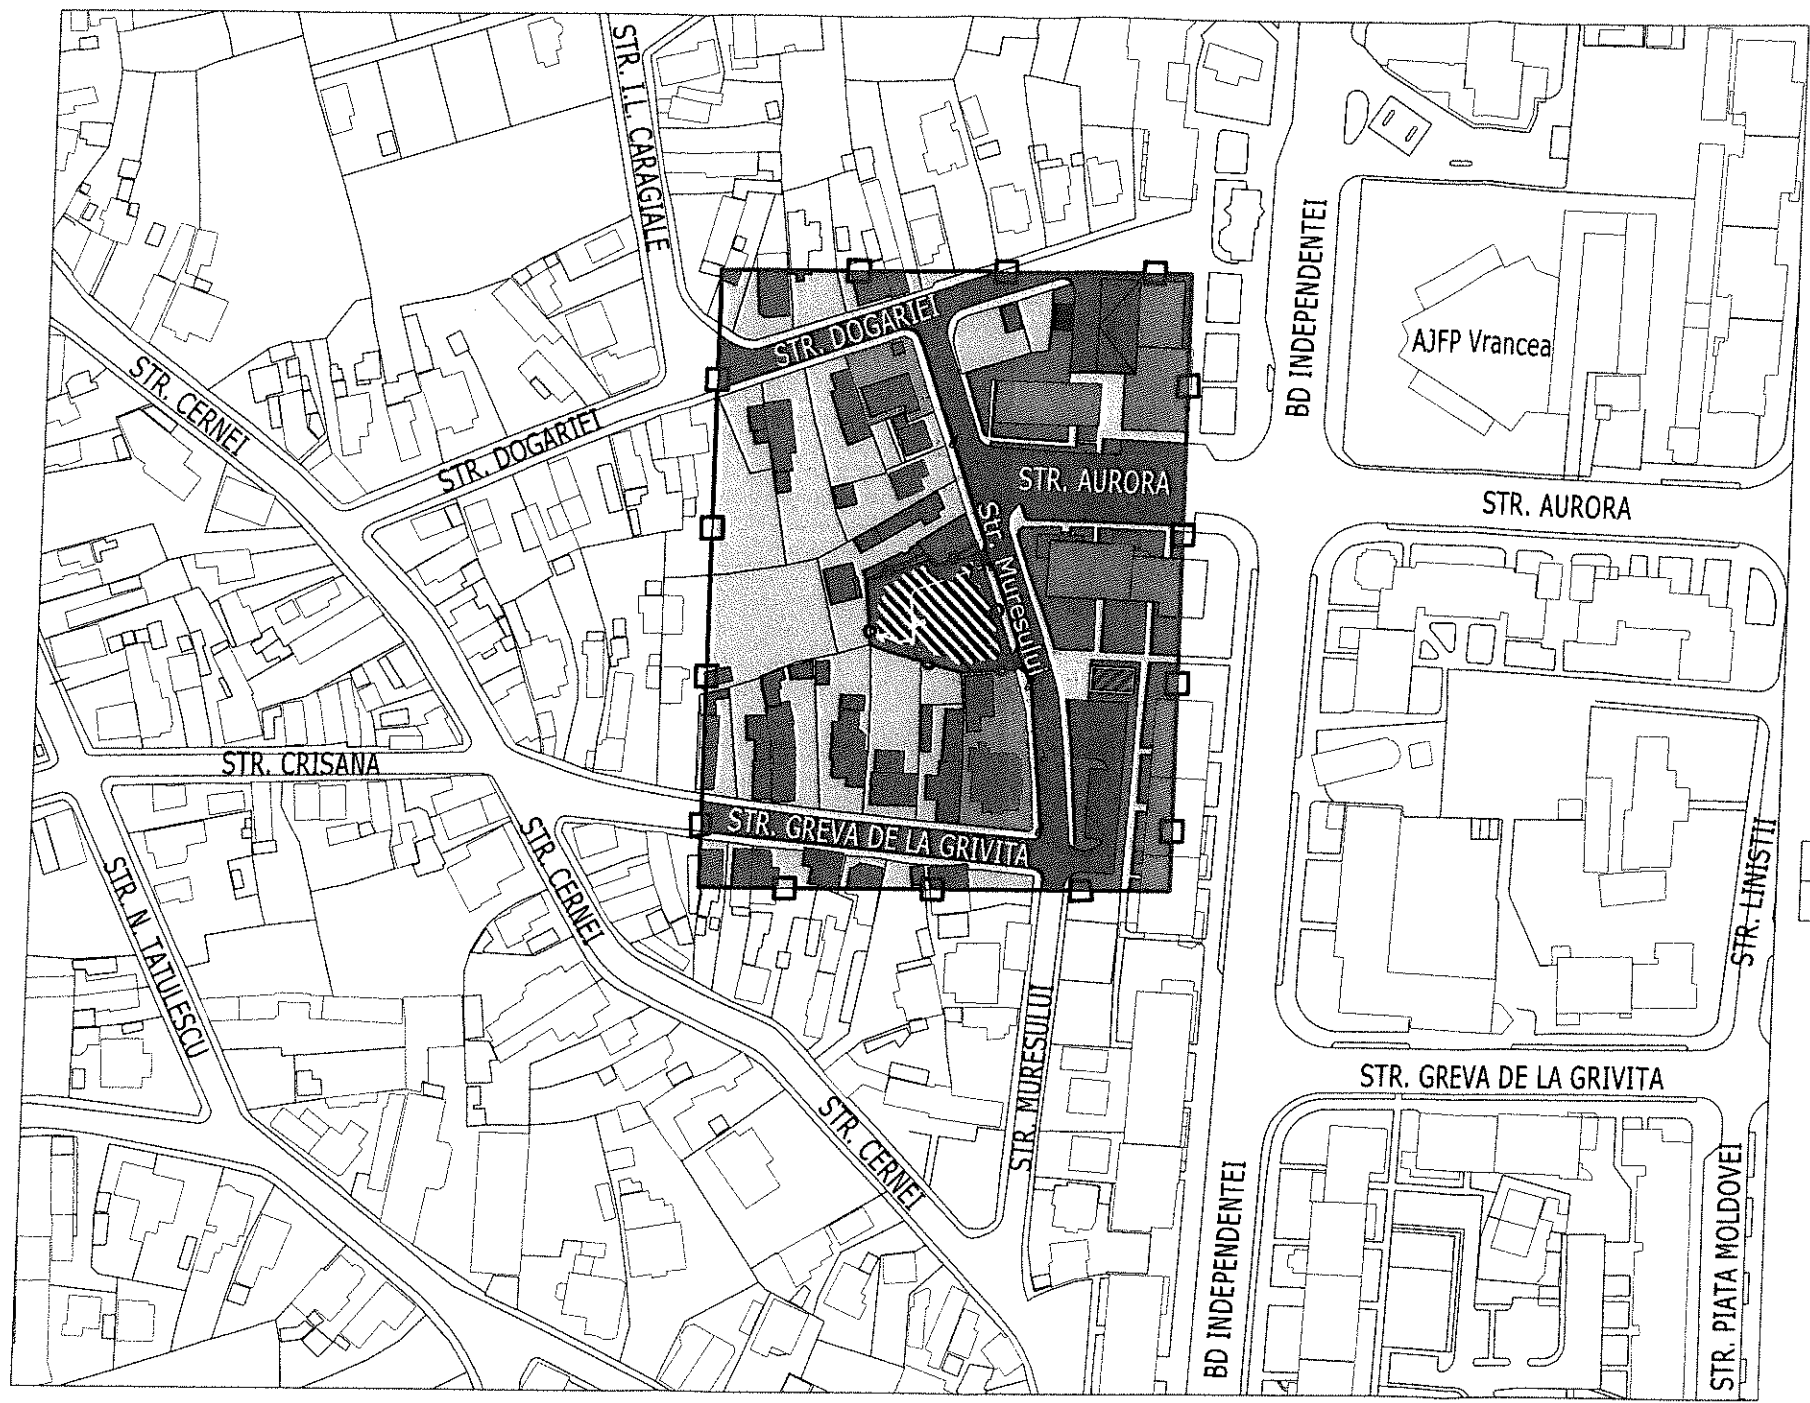 STR. I.L. CARAGIALE
BD INDEPENDENTEI
AJFP Vrancea
STR. DOGARIEI
STR. CERNEI
STR. DOGARIEI
STR. AURORA
STR. AURORA
Str. Muresului
STR. CRISANA
STR. GREVA DE LA GRIVITA
STR. CERNEI
STR. N. TATULESCU
STR. LINISTII
STR. MURESULUI
STR. GREVA DE LA GRIVITA
STR. CERNEI
BD INDEPENDENTEI
STR. PIATA MOLDOVEI